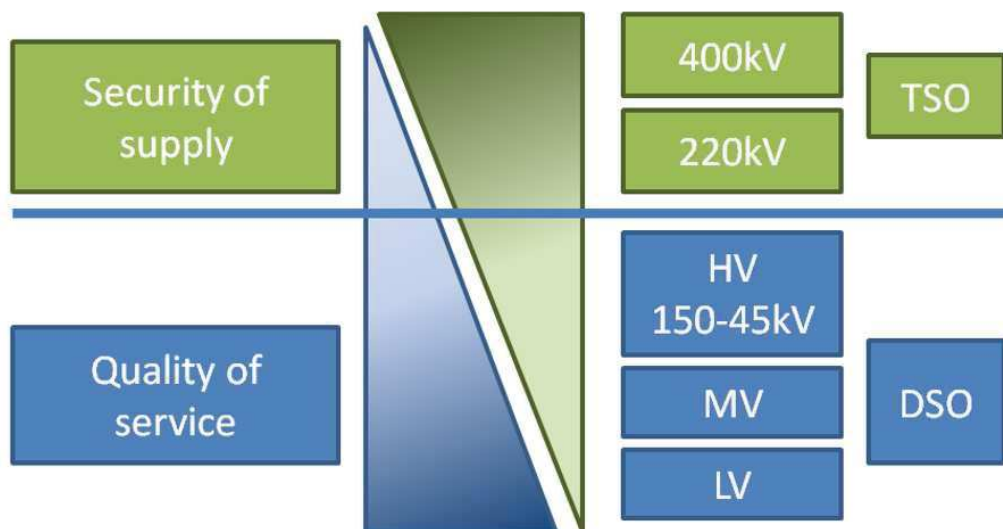 Security of
supply
400kV
220kV
TSO
Quality of
service
HV
150-45kV
MV
LV
DSO